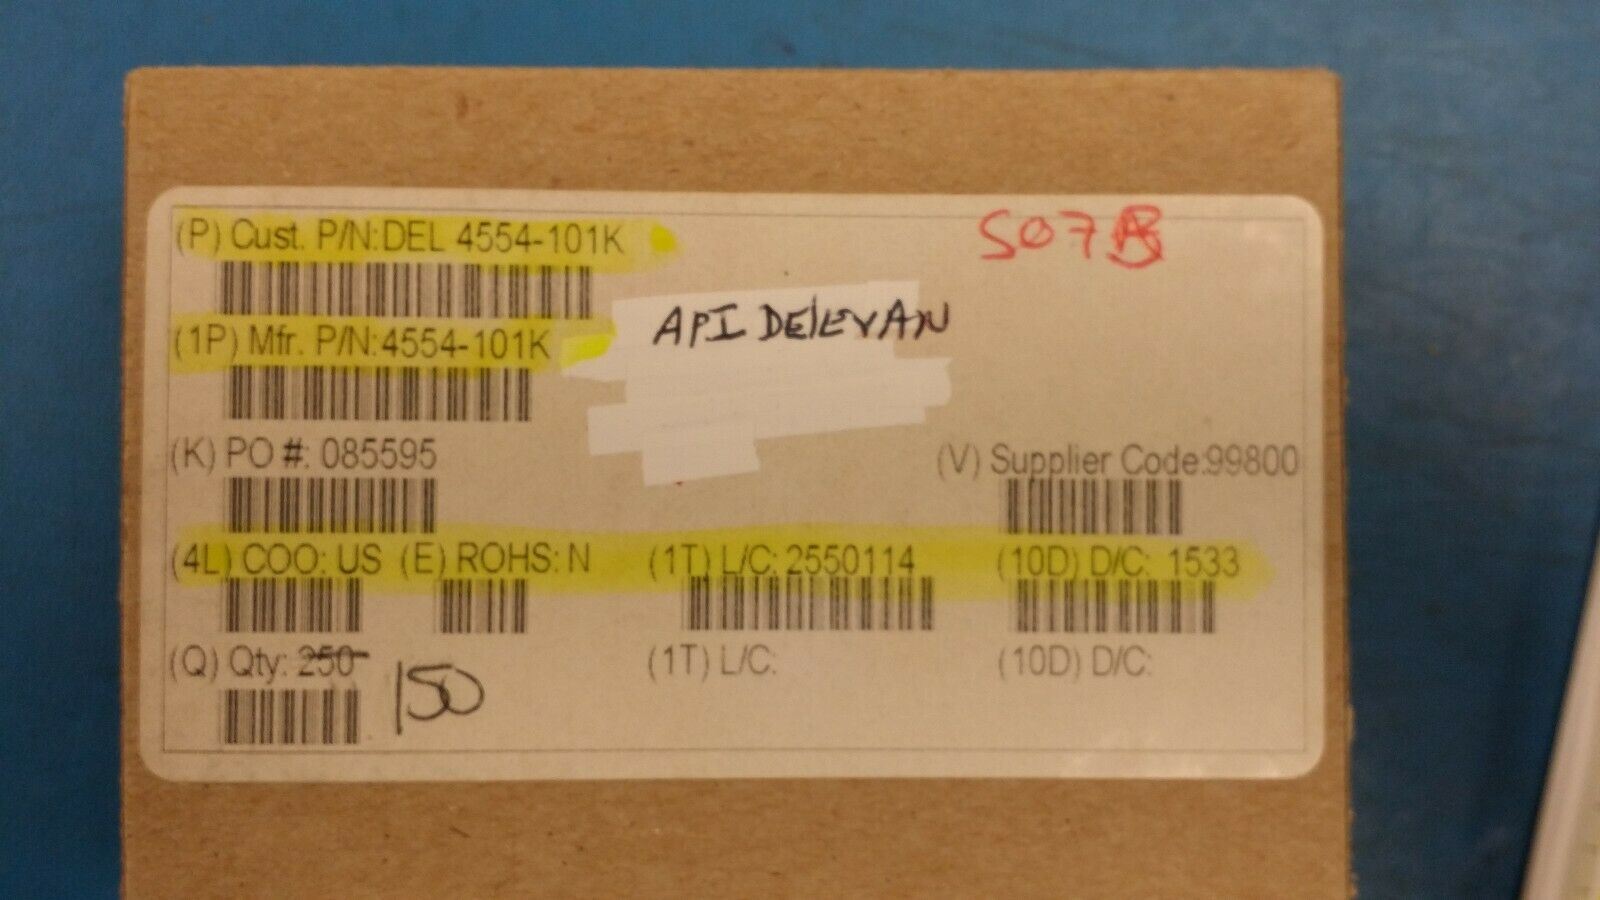 (P) Cust. P/N:DEL 4554-101K
S07
(1P) Mfr. P/N:4554-101K
API DELEVAN
(K) PO #: 085595
(V) Supplier Code:99800
(4L) COO: US (E) ROHS: N (1T) L/C: 2550114 (10D) D/C: 1533
(Q) Qty: 250 150 (1T) L/C: (10D) D/C: